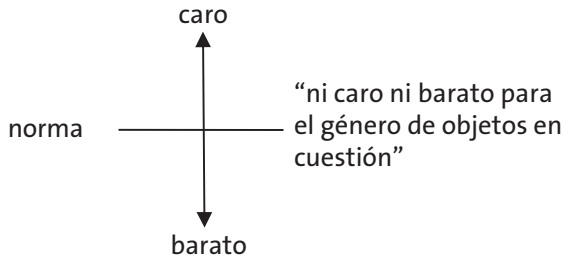 caro
norma
“ni caro ni barato para
el género de objetos en
cuestión”
barato